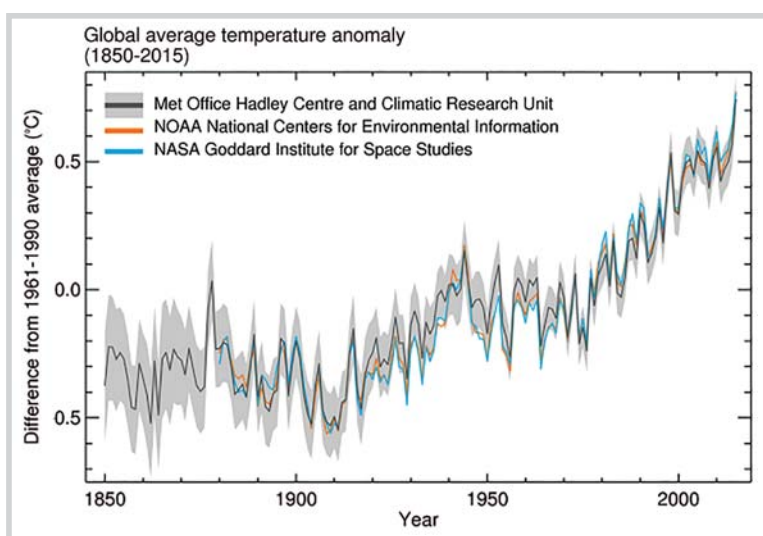 Global average temperature anomaly
(1850-2015)
Met Office Hadley Centre and Climatic Research Unit
NOAA National Centers for Environmental Information
NASA Goddard Institute for Space Studies
Difference from 1961-1990 average (°C)
0.5
0.0
0.5
1850 1900 1950 2000
Year